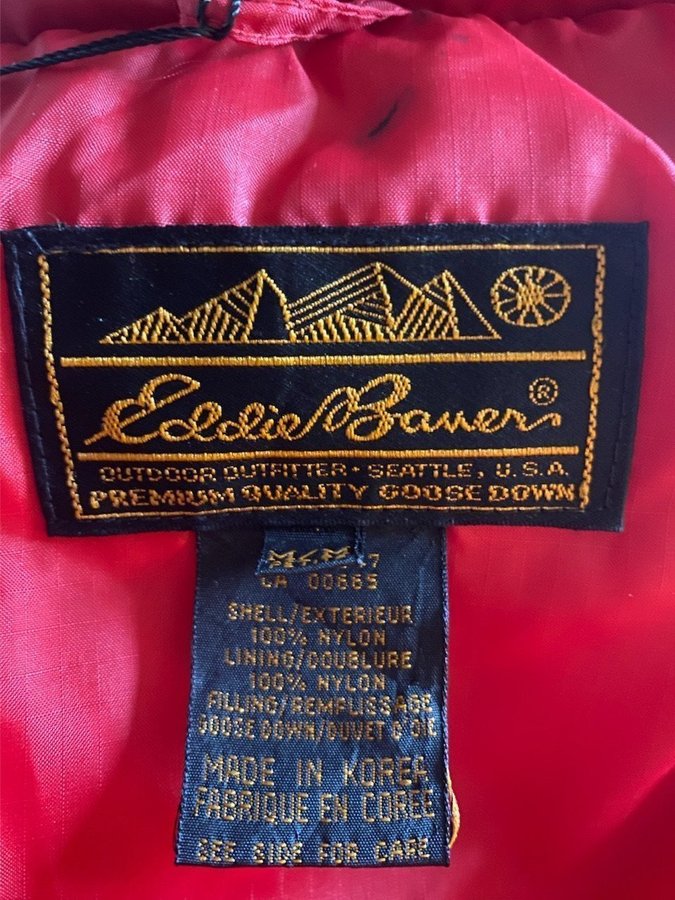 Eddie Bauer®
OUTDOOR OUTFITTER · SEATTLE, U.S.A.
PREMIUM QUALITY GOOSE DOWN
M
7
CA 00665
SHELL/EXTERIEUR
100% NYLON
LINING/DOUBLURE
100% NYLON
FILLING/REMPLISSAGE
GOOSE DOWN/DUVET D'OIE
MADE IN KOREA
FABRIQUE EN COREE
SEE SIDE FOR CARE